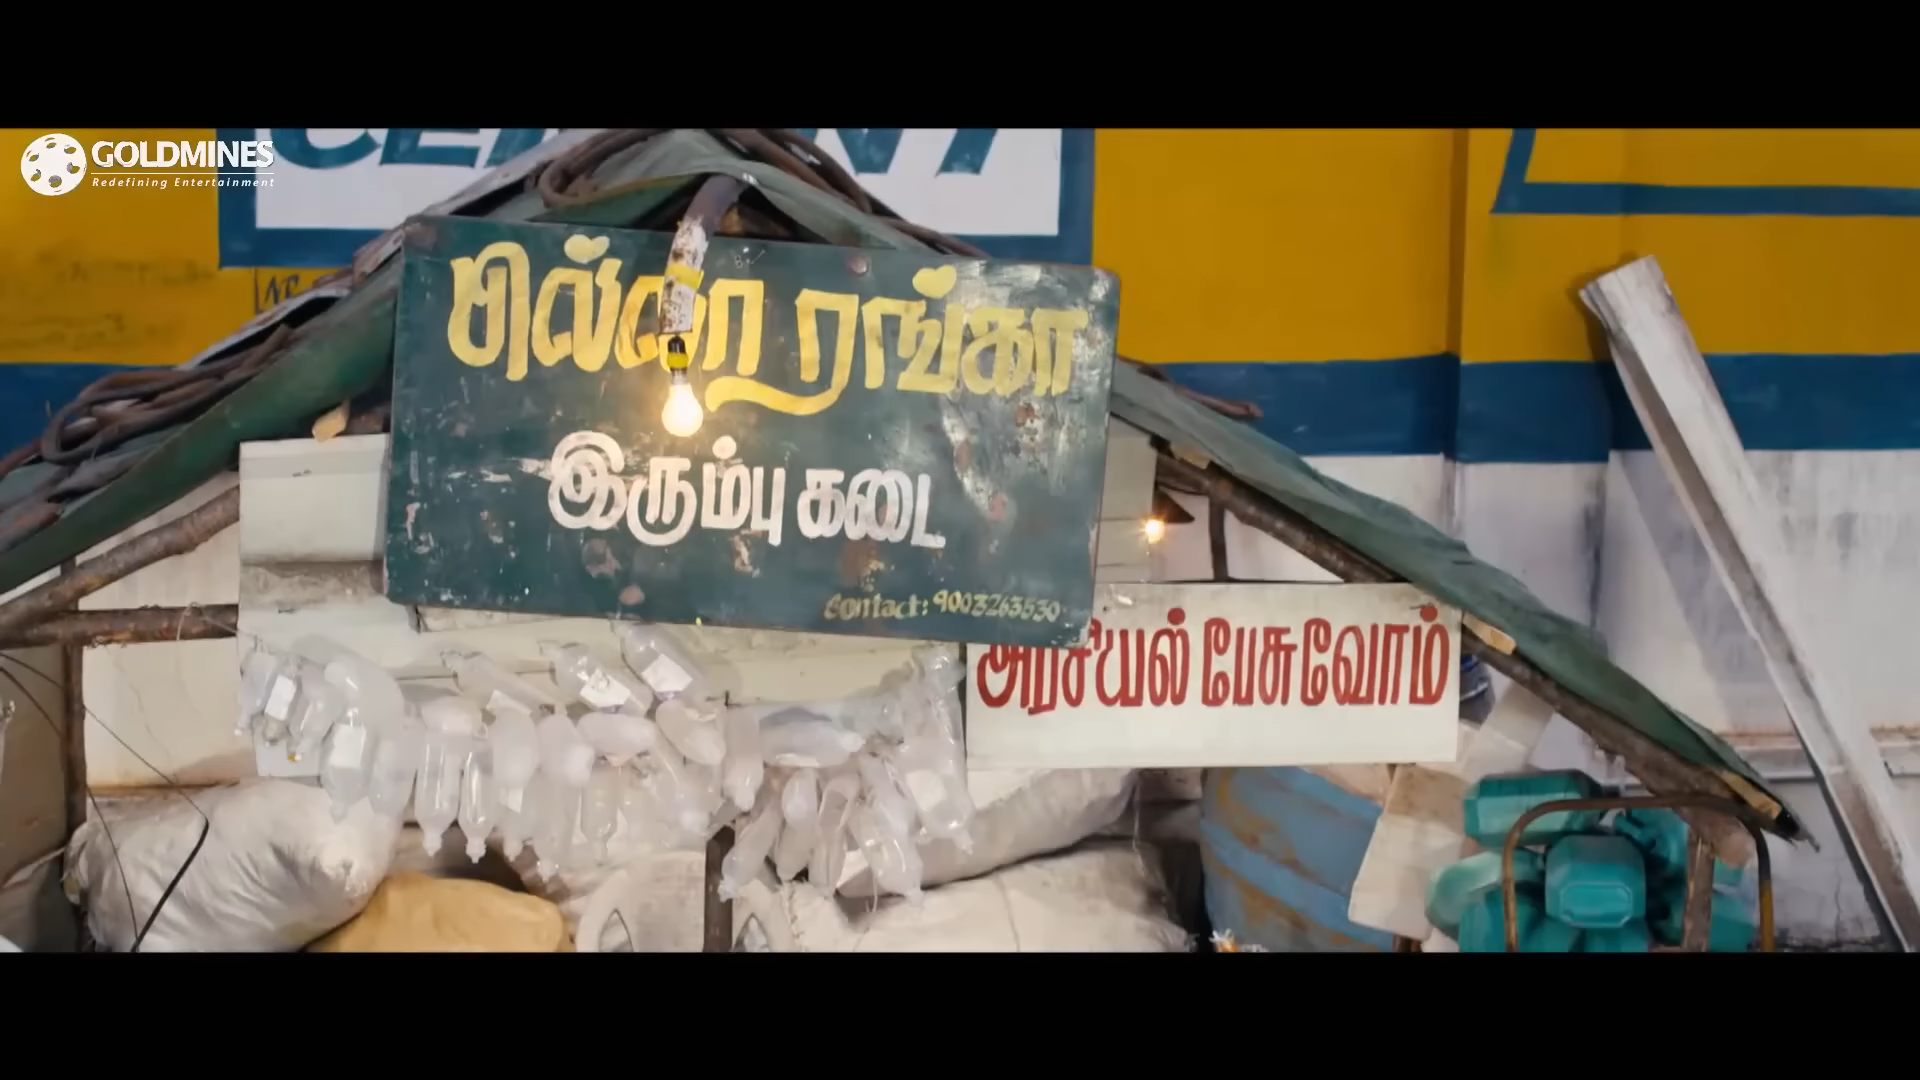 GOLDMINES
Redefining Entertainment
பில்லா ரங்கா
இரும்பு கடை
Contact: 9003263530
அரசியல் பேசுவோம்